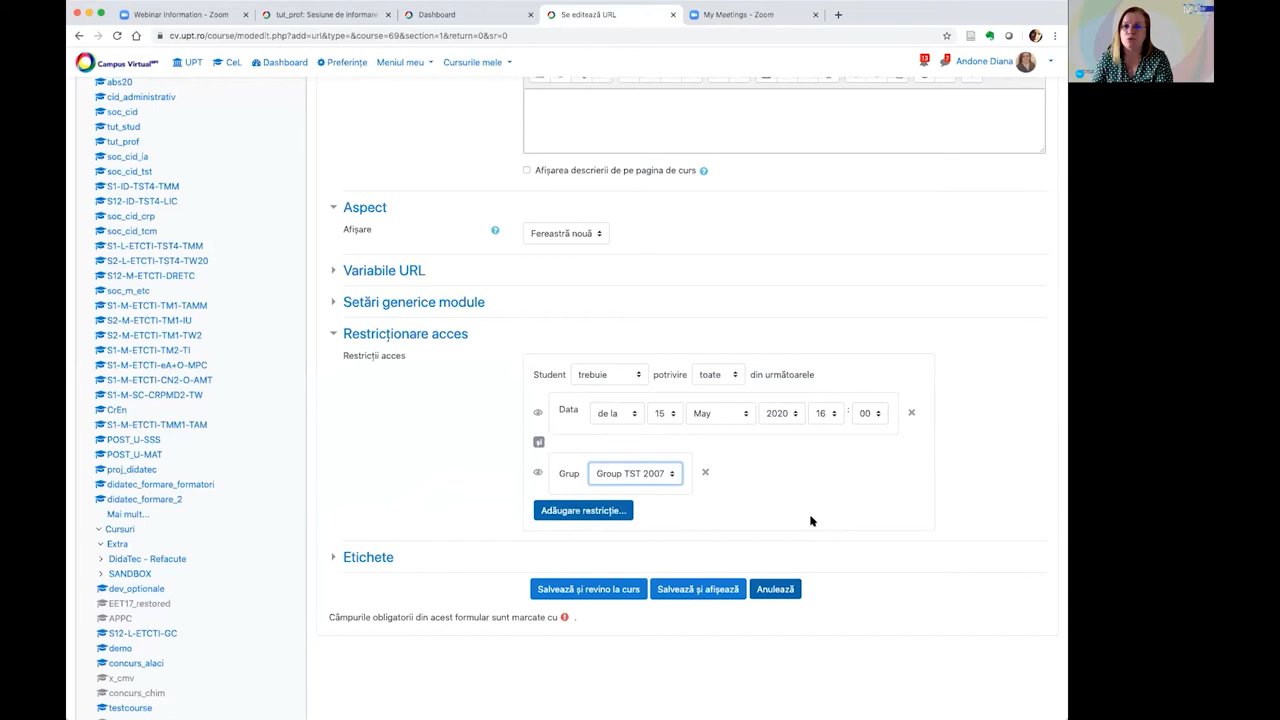 Webinar Information - Zoom
tut_prof: Sesiune de informare
Dashboard
Se editează URL
My Meetings - Zoom
cv.upt.ro/course/modedit.php?add=url&type=&course=69&section=1&return=0&sr=0
Campus Virtual UPT
UPT
CeL
Dashboard
Preferințe
Meniul meu
Cursurile mele
13
7
Andone Diana
abs20
cid_administrativ
soc_cid
tut_stud
tut_prof
soc_cid_ia
soc_cid_tst
S1-ID-TST4-TMM
S12-ID-TST4-LIC
soc_cid_crp
soc_cid_tcm
S1-L-ETCTI-TST4-TMM
S2-L-ETCTI-TST4-TW20
S12-M-ETCTI-DRETC
soc_m_etc
S1-M-ETCTI-TM1-TAMM
S2-M-ETCTI-TM1-IU
S2-M-ETCTI-TM1-TW2
S1-M-ETCTI-TM2-TI
S1-M-ETCTI-eA+O-MPC
S1-M-ETCTI-CN2-O-AMT
S1-M-SC-CRPMD2-TW
CrEn
S1-M-ETCTI-TMM1-TAM
POST_U-SSS
POST_U-MAT
proj_didatec
didatec_formare_formatori
didatec_formare_2
Mai mult...
Cursuri
Extra
DidaTec - Refacute
SANDBOX
dev_optionale
EET17_restored
APPC
S12-L-ETCTI-GC
demo
concurs_alaci
x_cmv
concurs_chim
testcourse
Afișarea descrierii de pe pagina de curs
Aspect
Afișare
Fereastră nouă
Variabile URL
Setări generice module
Restricționare acces
Restricții acces
Student trebuie potrivire toate din următoarele
Data de la 15 May 2020 16 : 00
Grup Group TST 2007
Adăugare restricție...
Etichete
Salvează și revino la curs
Salvează și afișează
Anulează
Câmpurile obligatorii din acest formular sunt marcate cu .